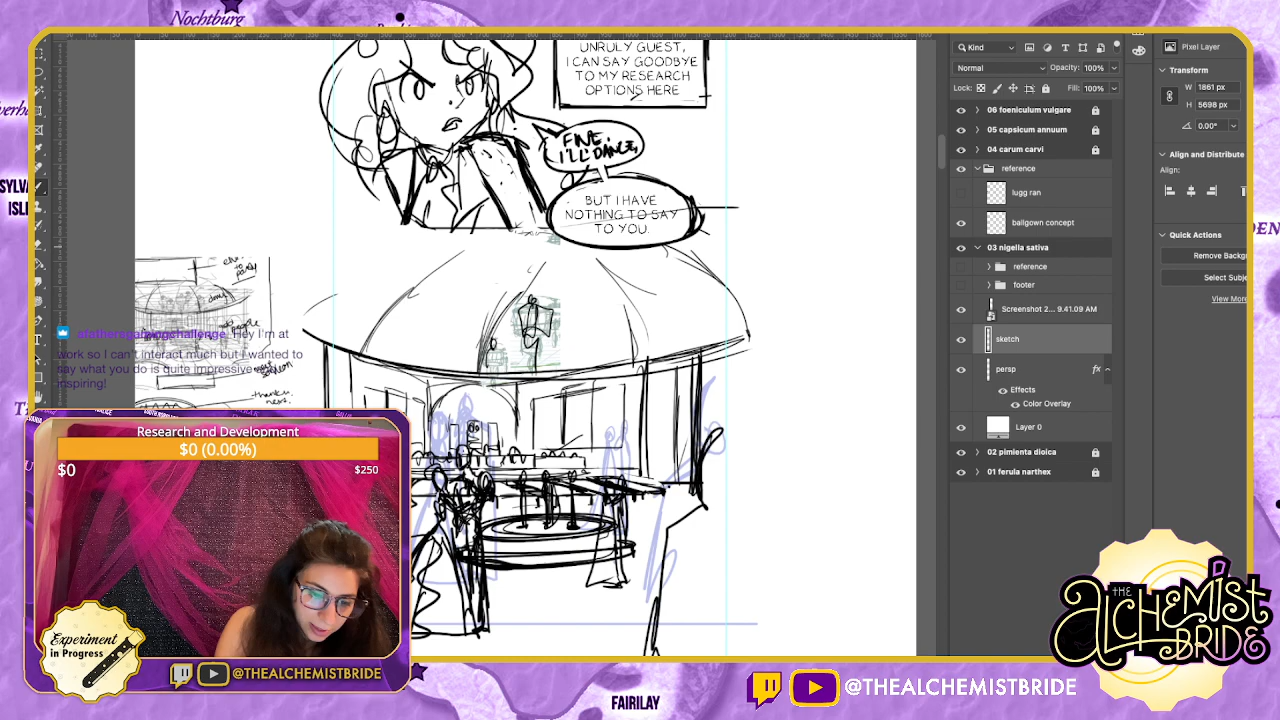 Nochtburg
UNRULY GUEST,
I CAN SAY GOODBYE
TO MY RESEARCH
OPTIONS HERE
FINE.
I'LL DANCE,
BUT I HAVE
NOTHING TO SAY
TO YOU.
Hey I'm at
work so I can't interact much but I wanted to
say what you do is quite impressive
inspiring!
Research and Development
$0 (0.00%)
$0
$250
Experiment
in Progress
@THEALCHEMISTBRIDE
FAIRILAY
@THEALCHEMISTBRIDE
THE
ALCHEMIST
BRIDE
Kind
Normal
Opacity: 100%
Lock:
Fill: 100%
06 foeniculum vulgare
05 capsicum annuum
04 carum carvi
reference
lugg ran
ballgown concept
03 nigella sativa
reference
footer
Screenshot 2... 9.41.09 AM
sketch
persp
fx
Effects
Color Overlay
Layer 0
02 pimienta dioica
01 ferula narthex
Pixel Layer
Transform
W 1861 px
H 5698 px
0.00°
Align and Distribute
Align:
Quick Actions
Remove Backg
Select Subje
View More